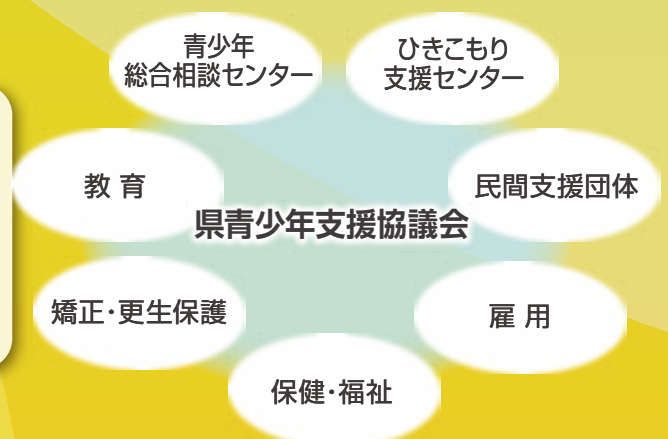 青少年
総合相談センター
ひきこもり
支援センター
教 育
民間支援団体
県青少年支援協議会
矯正・更生保護
雇 用
保健・福祉